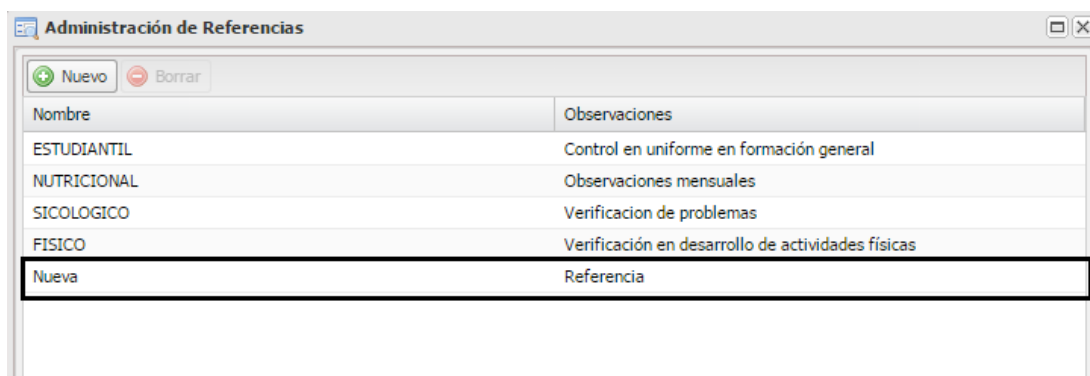 Administración de Referencias
Nuevo Borrar
Nombre Observaciones
ESTUDIANTIL Control en uniforme en formación general
NUTRICIONAL Observaciones mensuales
SICOLOGICO Verificacion de problemas
FISICO Verificación en desarrollo de actividades físicas
Nueva Referencia